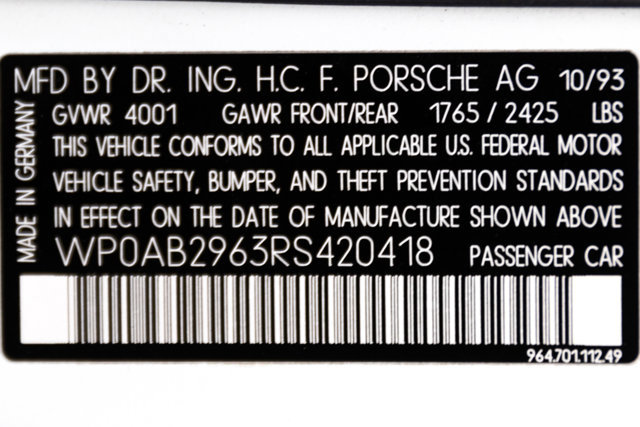 MFD BY DR. ING. H.C. F. PORSCHE AG 10/93
GVWR 4001 GAWR FRONT/REAR 1765 / 2425 LBS
THIS VEHICLE CONFORMS TO ALL APPLICABLE U.S. FEDERAL MOTOR
VEHICLE SAFETY, BUMPER, AND THEFT PREVENTION STANDARDS
IN EFFECT ON THE DATE OF MANUFACTURE SHOWN ABOVE
WP0AB2963RS420418 PASSENGER CAR
964.701.112.49
MADE IN GERMANY